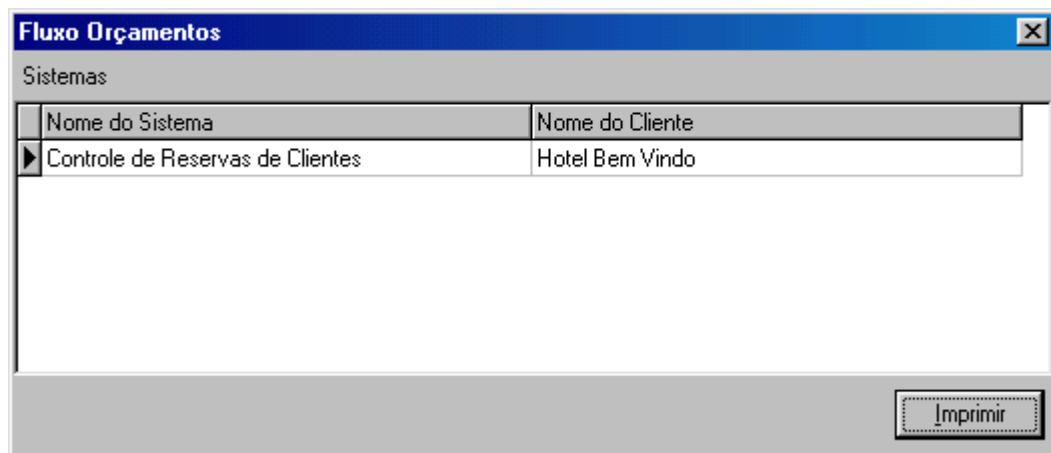 Fluxo Orçamentos
Sistemas
Nome do Sistema Nome do Cliente
Controle de Reservas de Clientes Hotel Bem Vindo
Imprimir